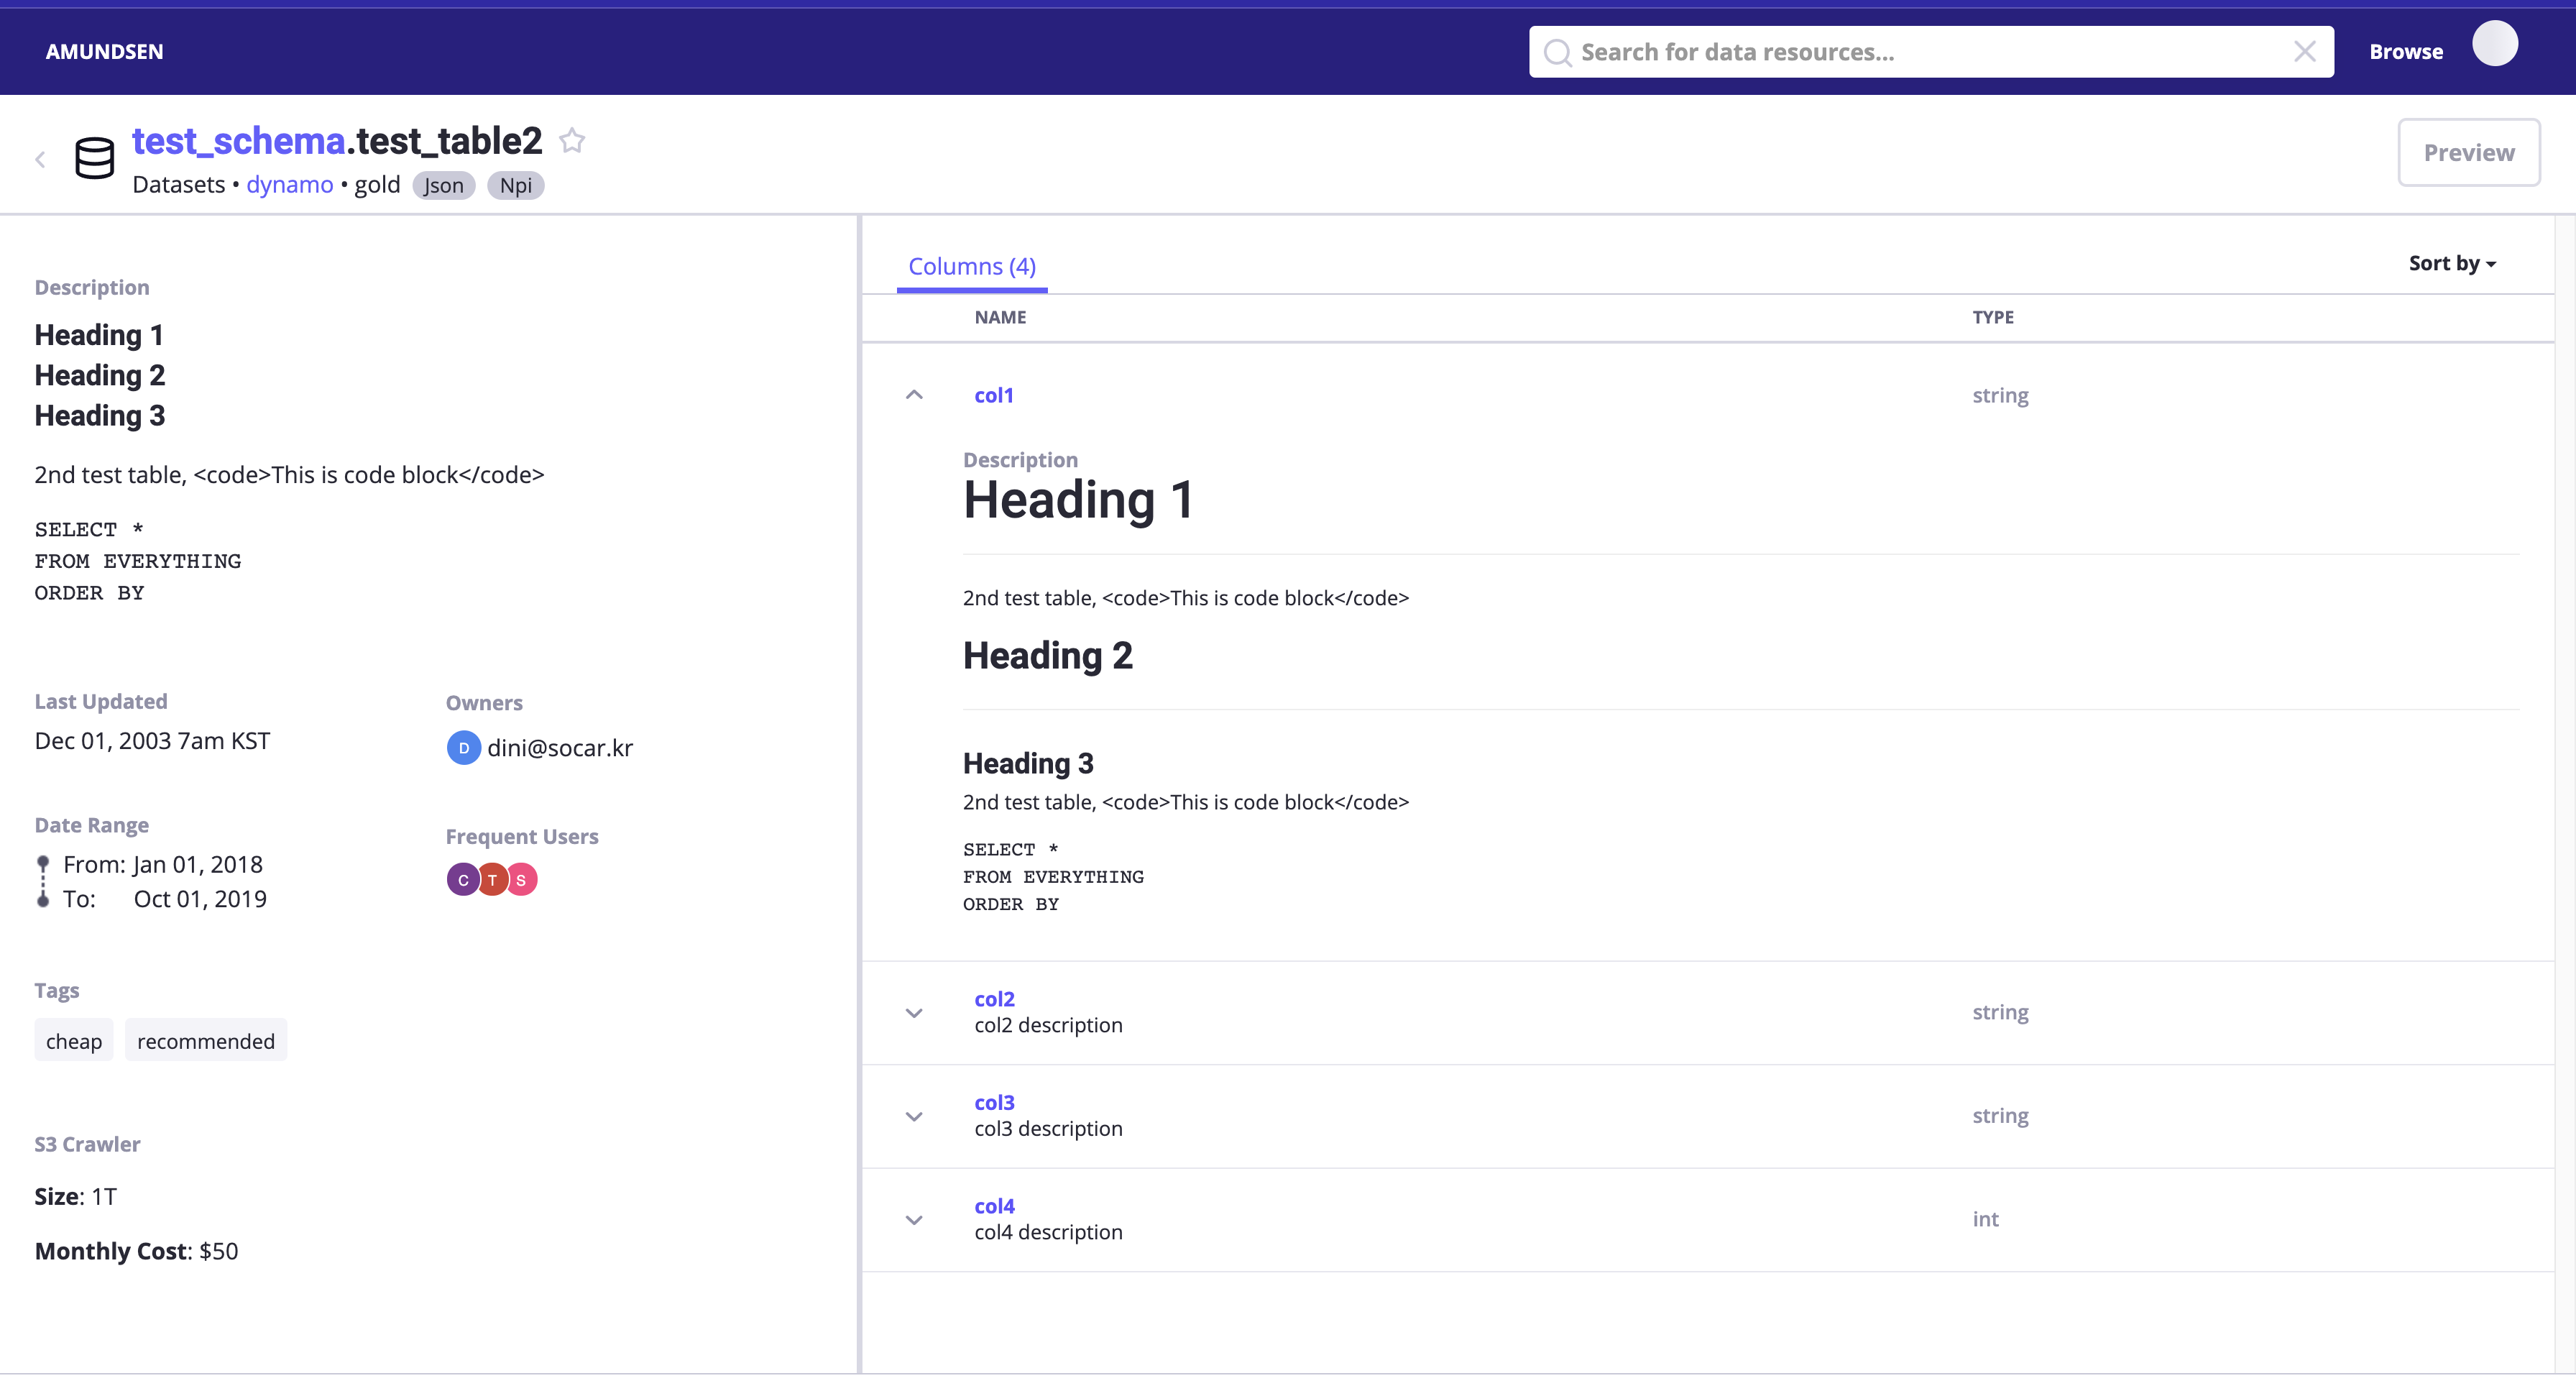 AMUNDSEN
Search for data resources...
Browse
test_schema.test_table2
Datasets • dynamo • gold Json Npi
Preview
Description
Heading 1
Heading 2
Heading 3
2nd test table, <code>This is code block</code>
SELECT *
FROM EVERYTHING
ORDER BY
Last Updated
Dec 01, 2003 7am KST
Owners
D dini@socar.kr
Date Range
From: Jan 01, 2018
To: Oct 01, 2019
Frequent Users
C T S
Tags
cheap recommended
S3 Crawler
Size: 1T
Monthly Cost: $50
Columns (4)
Sort by
NAME TYPE
col1 string
Description
Heading 1
2nd test table, <code>This is code block</code>
Heading 2
Heading 3
2nd test table, <code>This is code block</code>
SELECT *
FROM EVERYTHING
ORDER BY
col2 string
col2 description
col3 string
col3 description
col4 int
col4 description